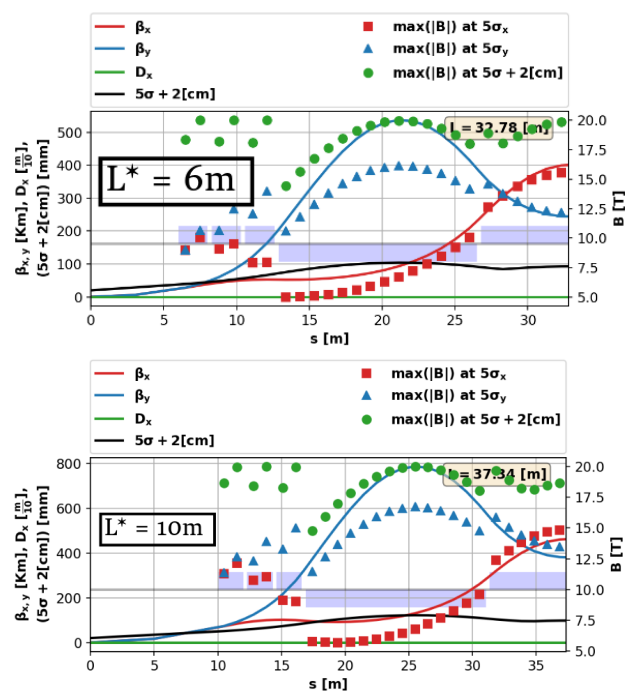 βx
βy
Dx
5σ + 2[cm]
max(|B|) at 5σx
max(|B|) at 5σy
max(|B|) at 5σ + 2[cm]
L = 32.78 [m]
L* = 6m
βx,y [Km], Dx [m/10],
(5σ + 2[cm]) [mm]
500
400
300
200
100
0
20.0
17.5
15.0
12.5
10.0
7.5
5.0
B [T]
0 5 10 15 20 25 30
s [m]
βx
βy
Dx
5σ + 2[cm]
max(|B|) at 5σx
max(|B|) at 5σy
max(|B|) at 5σ + 2[cm]
L = 37.34 [m]
L* = 10m
βx,y [Km], Dx [m/10],
(5σ + 2[cm]) [mm]
800
600
400
200
0
20.0
17.5
15.0
12.5
10.0
7.5
5.0
B [T]
0 5 10 15 20 25 30 35
s [m]